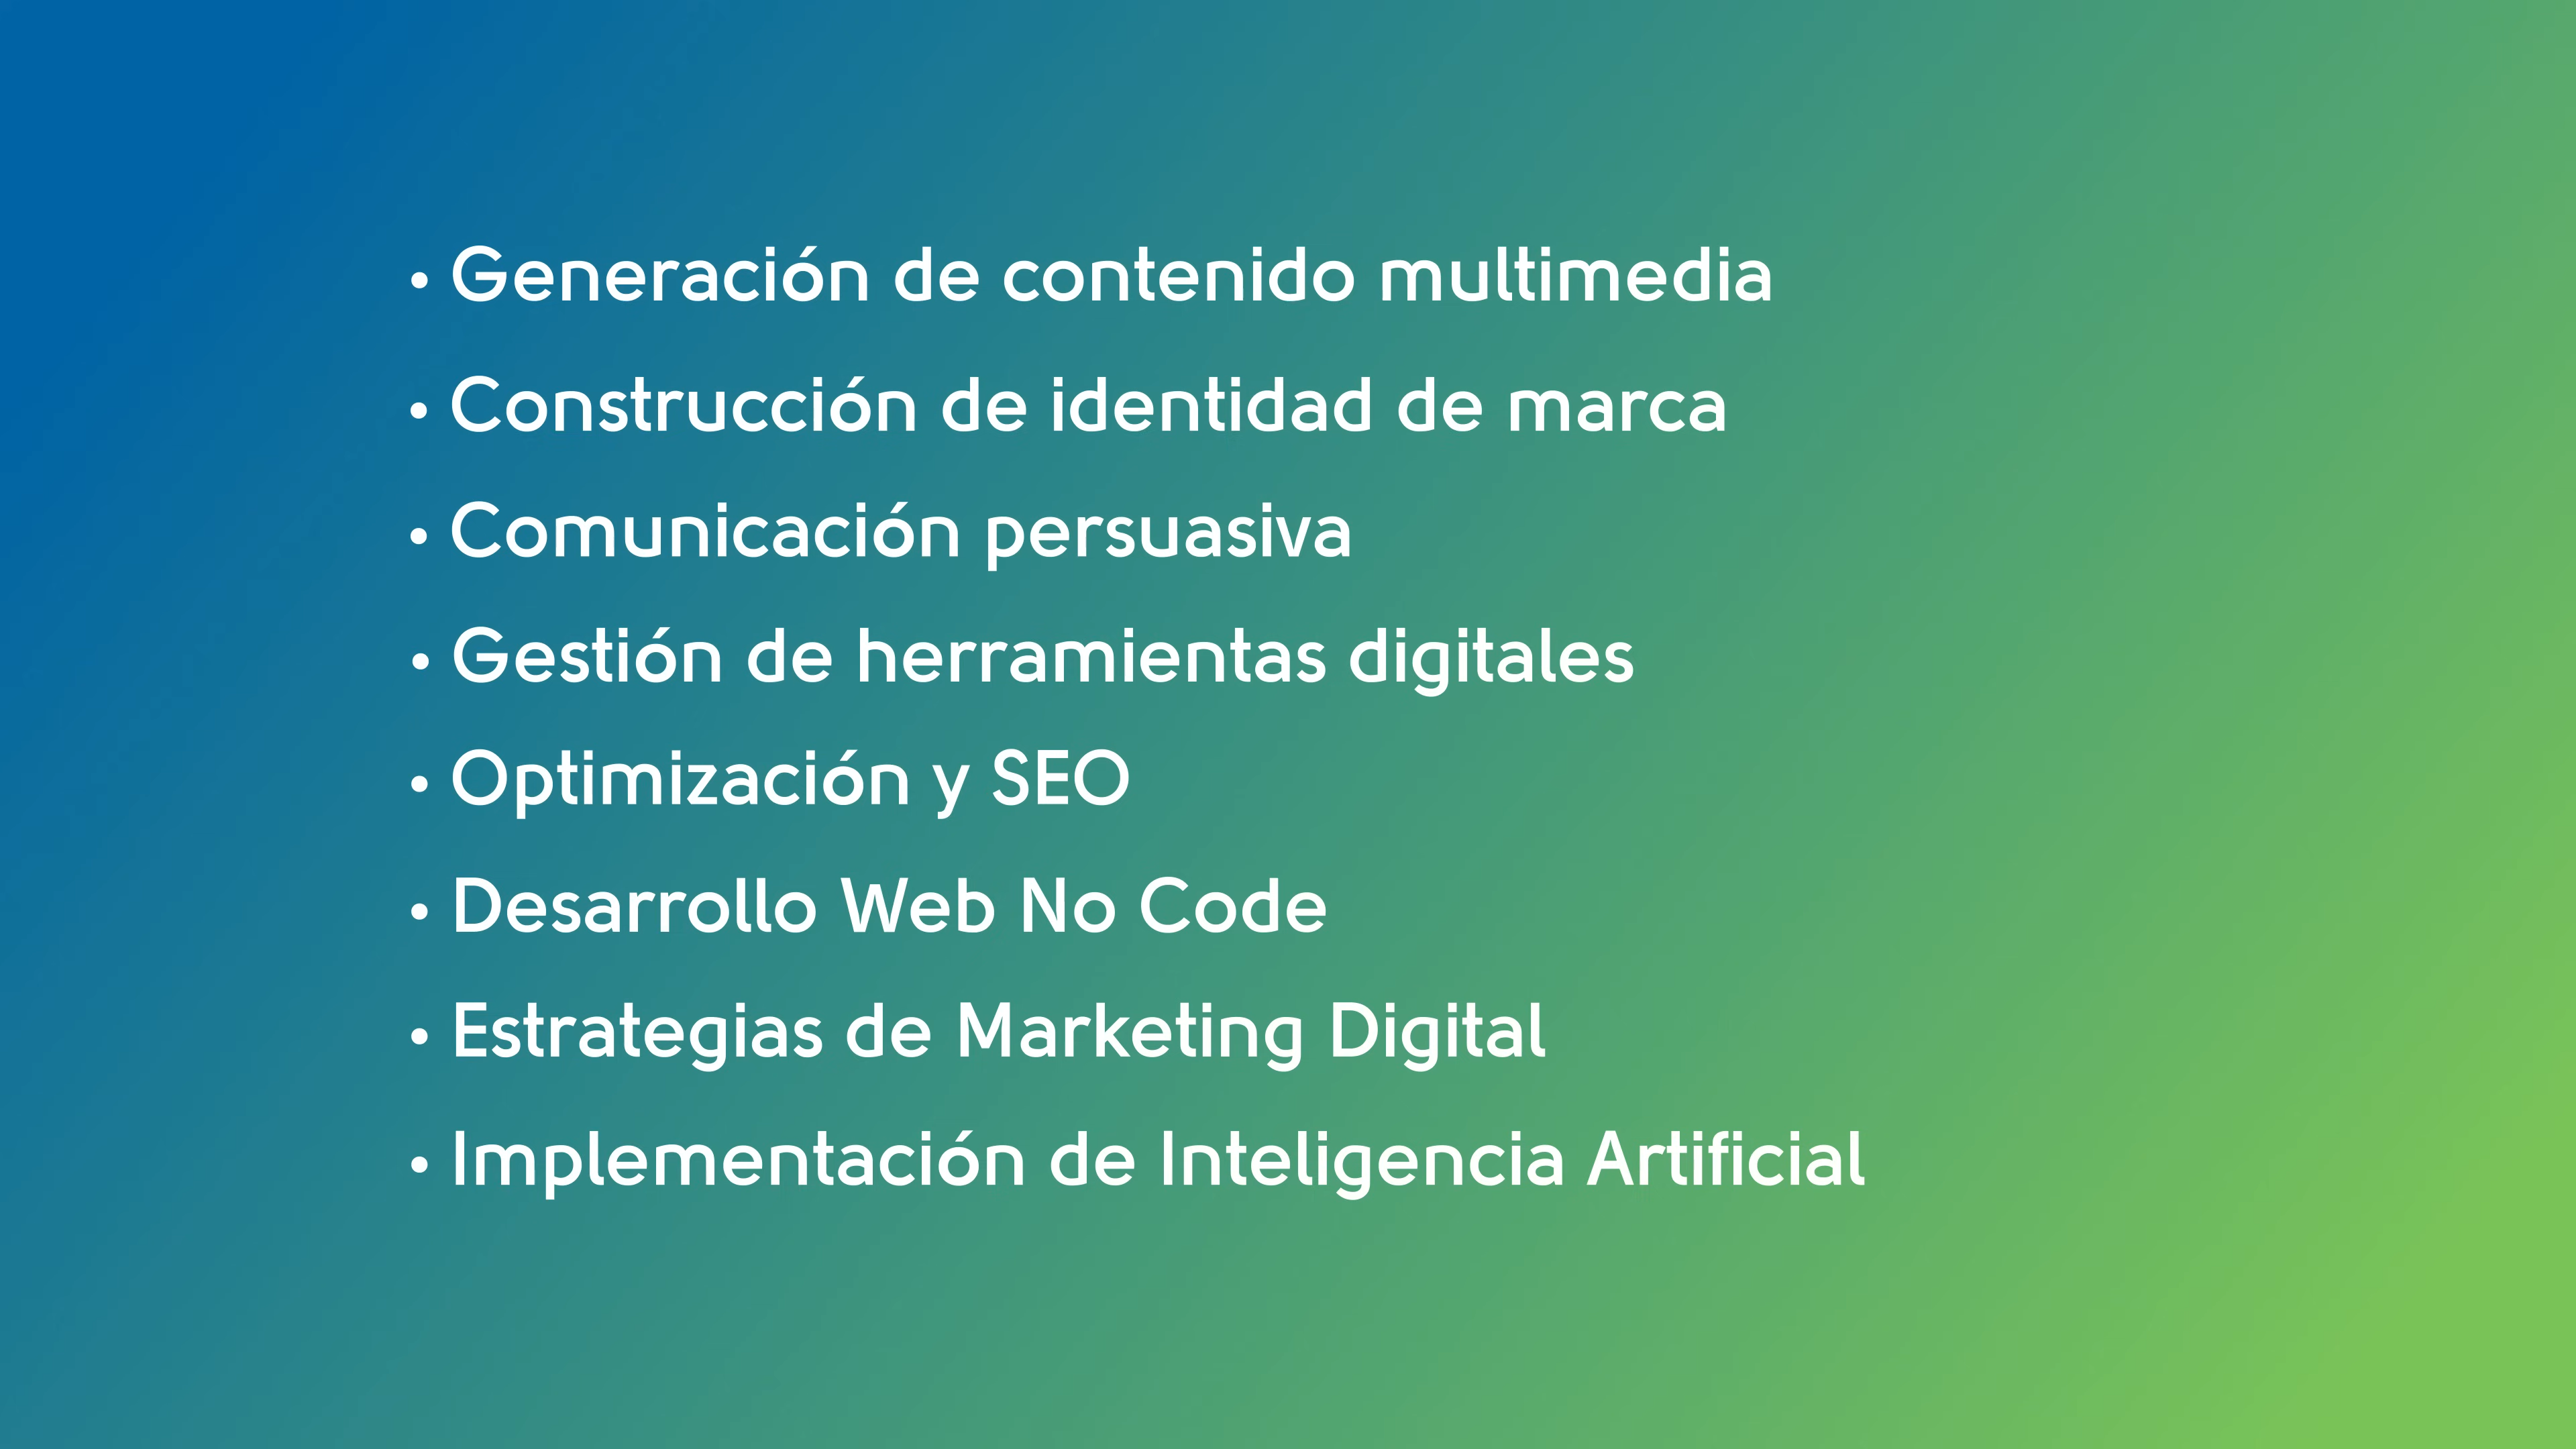 • Generación de contenido multimedia
• Construcción de identidad de marca
• Comunicación persuasiva
• Gestión de herramientas digitales
• Optimización y SEO
• Desarrollo Web No Code
• Estrategias de Marketing Digital
• Implementación de Inteligencia Artificial